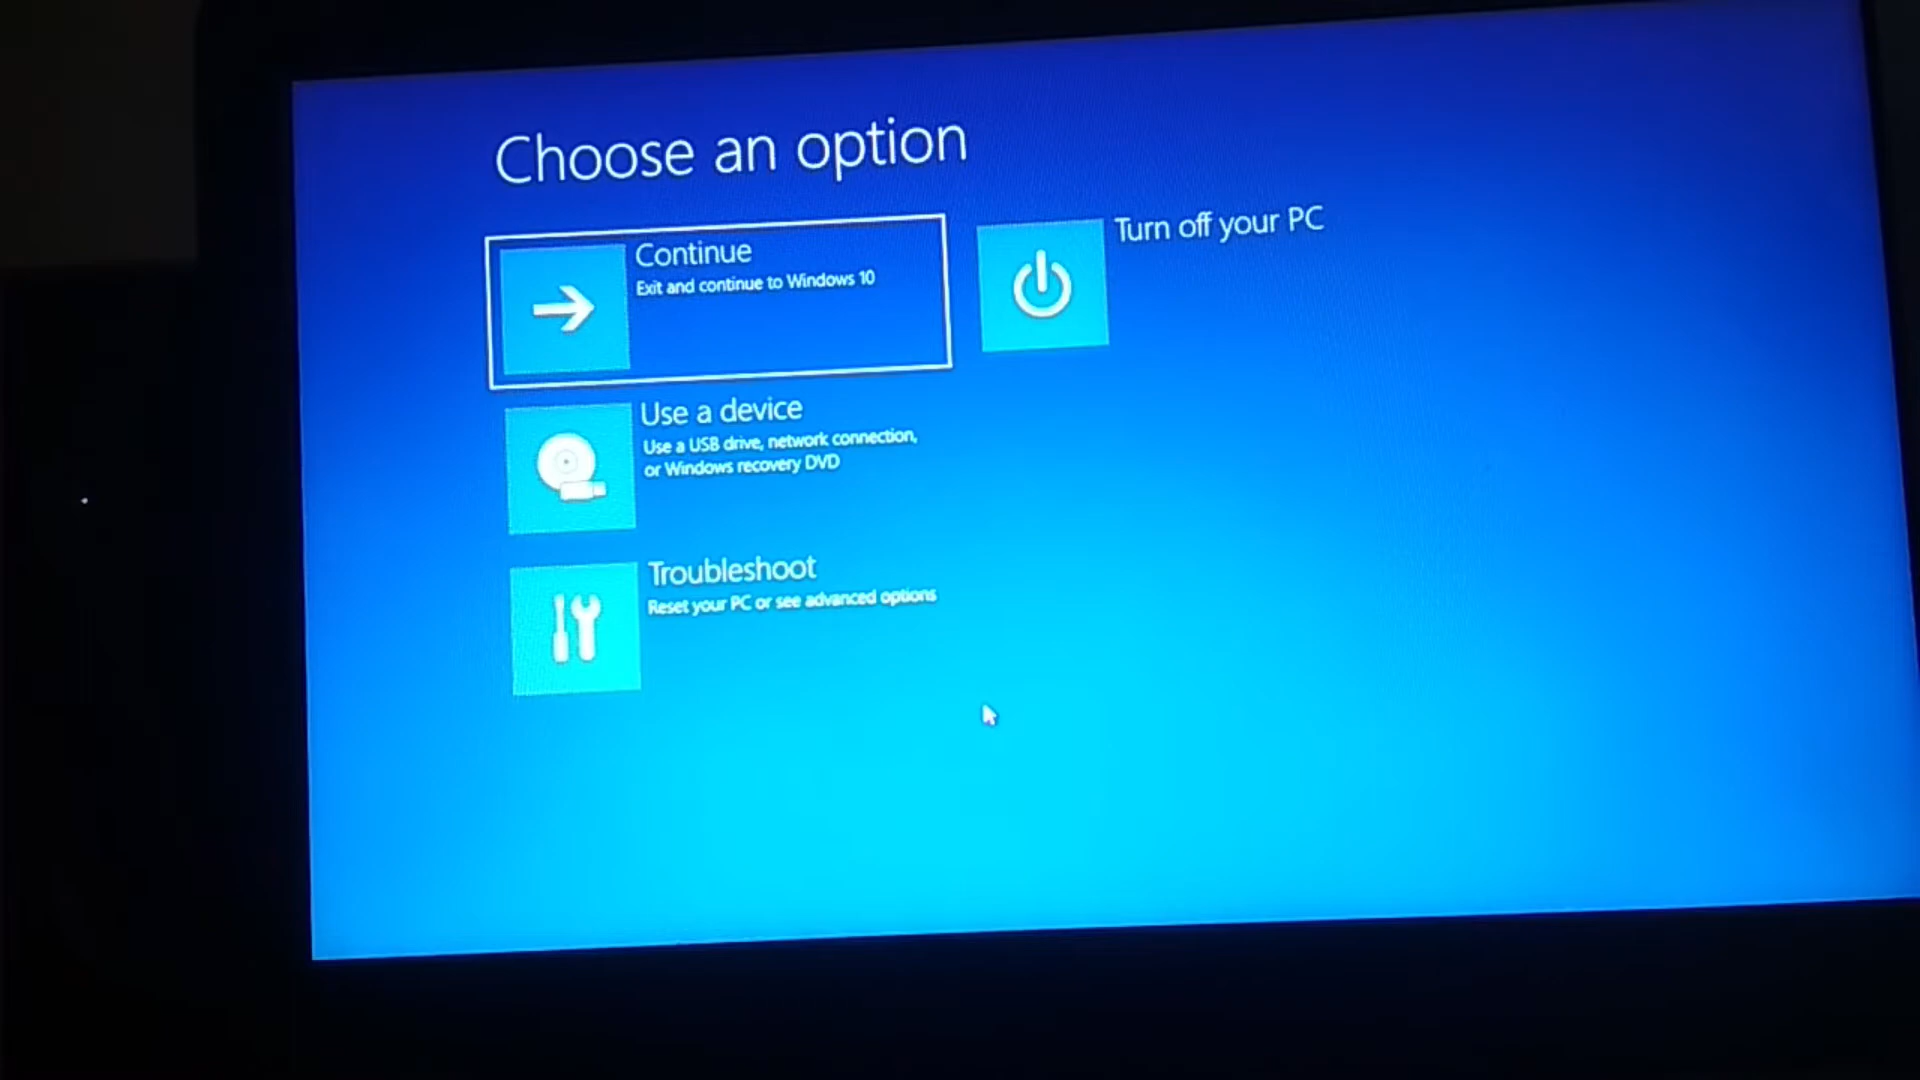 Choose an option
Continue
Exit and continue to Windows 10
Turn off your PC
Use a device
Use a USB drive, network connection,
or Windows recovery DVD
Troubleshoot
Reset your PC or see advanced options